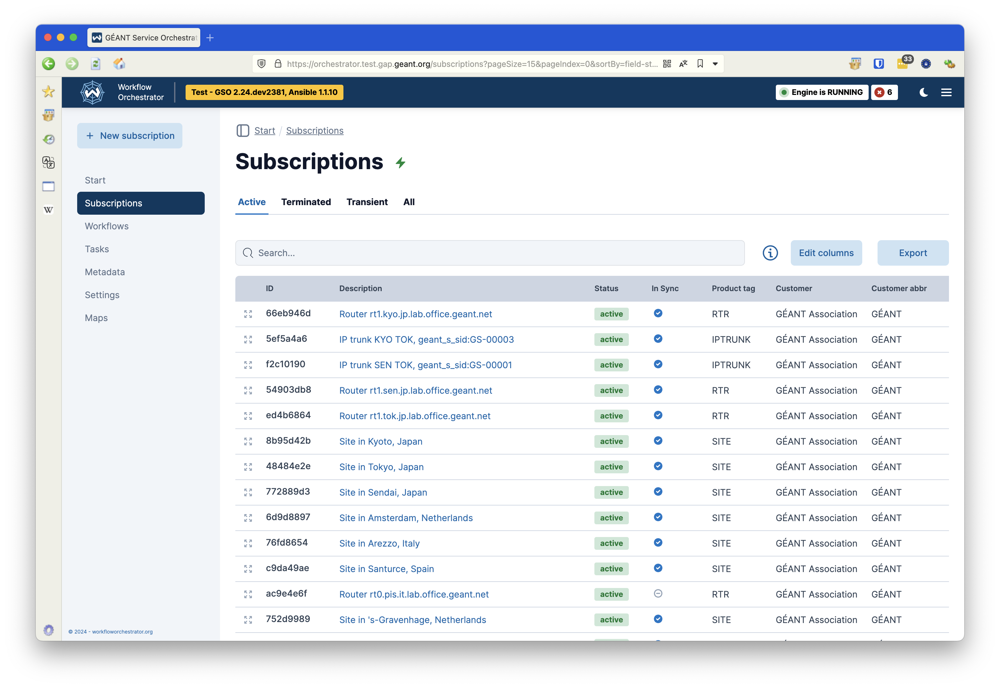 GÉANT Service Orchestrat
https://orchestrator.test.gap.geant.org/subscriptions?pageSize=15&pageIndex=0&sortBy=field-st...
33
Workflow
Orchestrator
Test - GSO 2.24.dev2381, Ansible 1.1.10
Engine is RUNNING
6
+ New subscription
Start
Subscriptions
Workflows
Tasks
Metadata
Settings
Maps
© 2024 - workfloworchestrator.org
Start / Subscriptions
Subscriptions
Active Terminated Transient All
Search...
Edit columns
Export
ID Description Status In Sync Product tag Customer Customer abbr
66eb946d Router rt1.kyo.jp.lab.office.geant.net active RTR GÉANT Association GÉANT
5ef5a4a6 IP trunk KYO TOK, geant_s_sid:GS-00003 active IPTRUNK GÉANT Association GÉANT
f2c10190 IP trunk SEN TOK, geant_s_sid:GS-00001 active IPTRUNK GÉANT Association GÉANT
54903db8 Router rt1.sen.jp.lab.office.geant.net active RTR GÉANT Association GÉANT
ed4b6864 Router rt1.tok.jp.lab.office.geant.net active RTR GÉANT Association GÉANT
8b95d42b Site in Kyoto, Japan active SITE GÉANT Association GÉANT
48484e2e Site in Tokyo, Japan active SITE GÉANT Association GÉANT
772889d3 Site in Sendai, Japan active SITE GÉANT Association GÉANT
6d9d8897 Site in Amsterdam, Netherlands active SITE GÉANT Association GÉANT
76fd8654 Site in Arezzo, Italy active SITE GÉANT Association GÉANT
c9da49ae Site in Santurce, Spain active SITE GÉANT Association GÉANT
ac9e4e6f Router rt0.pis.it.lab.office.geant.net active RTR GÉANT Association GÉANT
752d9989 Site in 's-Gravenhage, Netherlands active SITE GÉANT Association GÉANT